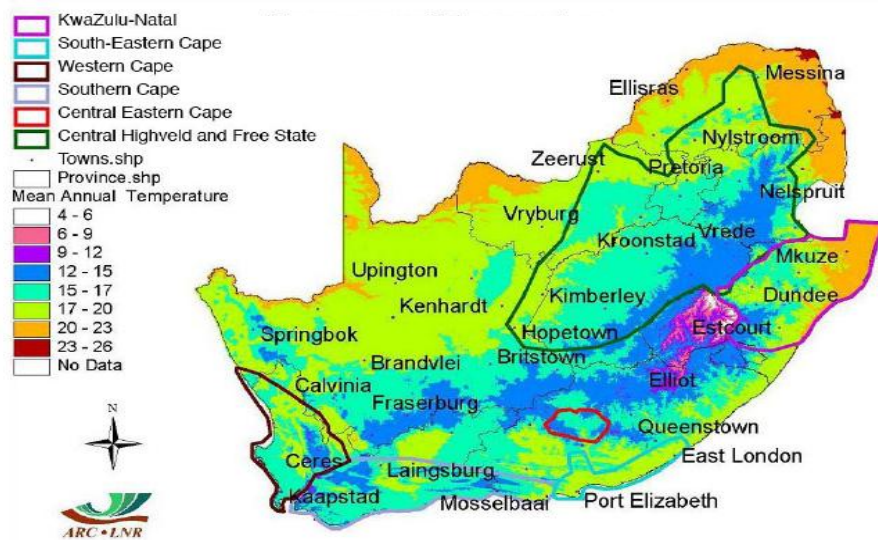 KwaZulu-Natal
South-Eastern Cape
Western Cape
Southern Cape
Central Eastern Cape
Central Highveld and Free State
Towns.shp
Province.shp
Mean Annual Temperature
4 - 6
6 - 9
9 - 12
12 - 15
15 - 17
17 - 20
20 - 23
23 - 26
No Data
Messina
Ellisras
Nylstroom
Zeerust
Pretoria
Nelspruit
Vryburg
Vrede
Kroonstad
Mkuze
Upington
Dundee
Kimberley
Kenhardt
Estcourt
Hopetown
Springbok
Britstown
Brandvlei
Elliot
Calvinia
Fraserburg
Queenstown
East London
Ceres
Laingsburg
Kaapstad
Mosselbaai
Port Elizabeth
N
ARC • LNR